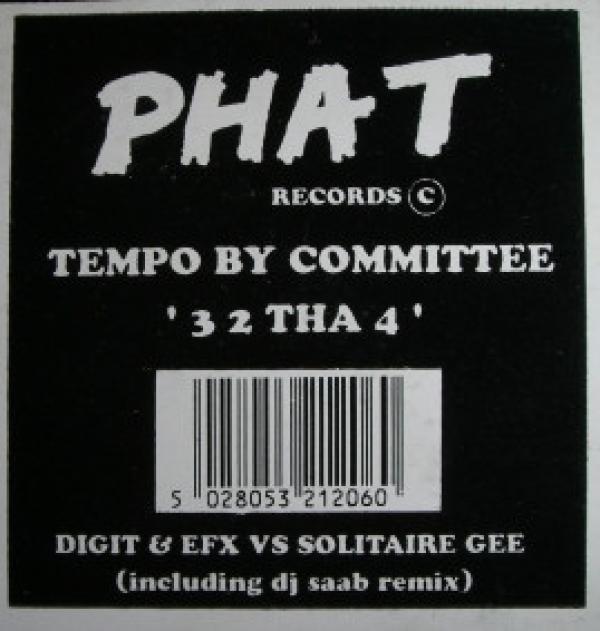 PHAT
RECORDS ©
TEMPO BY COMMITTEE
' 3 2 THA 4 '
5 028053 212060
DIGIT & EFX VS SOLITAIRE GEE
(including dj saab remix)